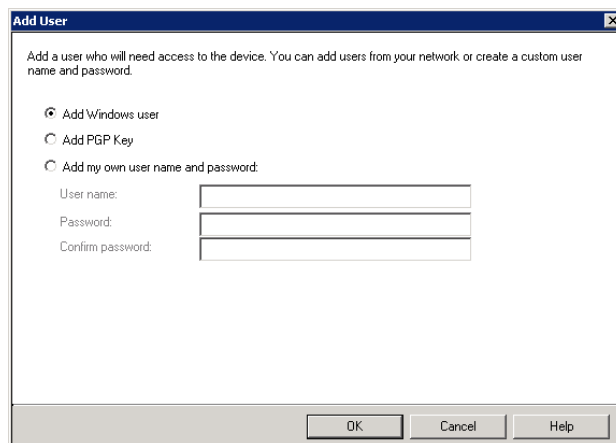 Add User
Add a user who will need access to the device. You can add users from your network or create a custom user
name and password.
Add Windows user
Add PGP Key
Add my own user name and password:
User name:
Password:
Confirm password:
OK Cancel Help